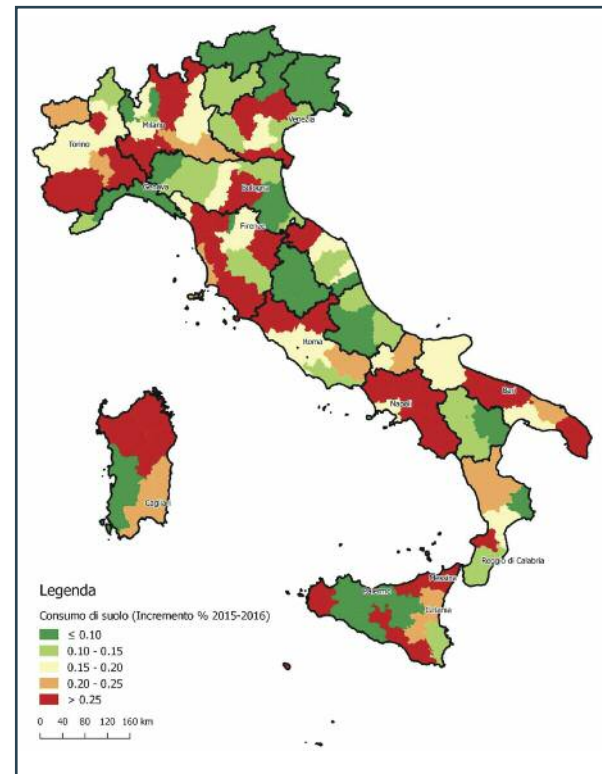 Milano
Venezia
Torino
Genova
Bologna
Firenze
Roma
Napoli
Bari
Cagliari
Reggio di Calabria
Messina
Palermo
Catania
Legenda
Consumo di suolo (Incremento % 2015-2016)
≤ 0.10
0.10 - 0.15
0.15 - 0.20
0.20 - 0.25
> 0.25
0 40 80 120 160 km